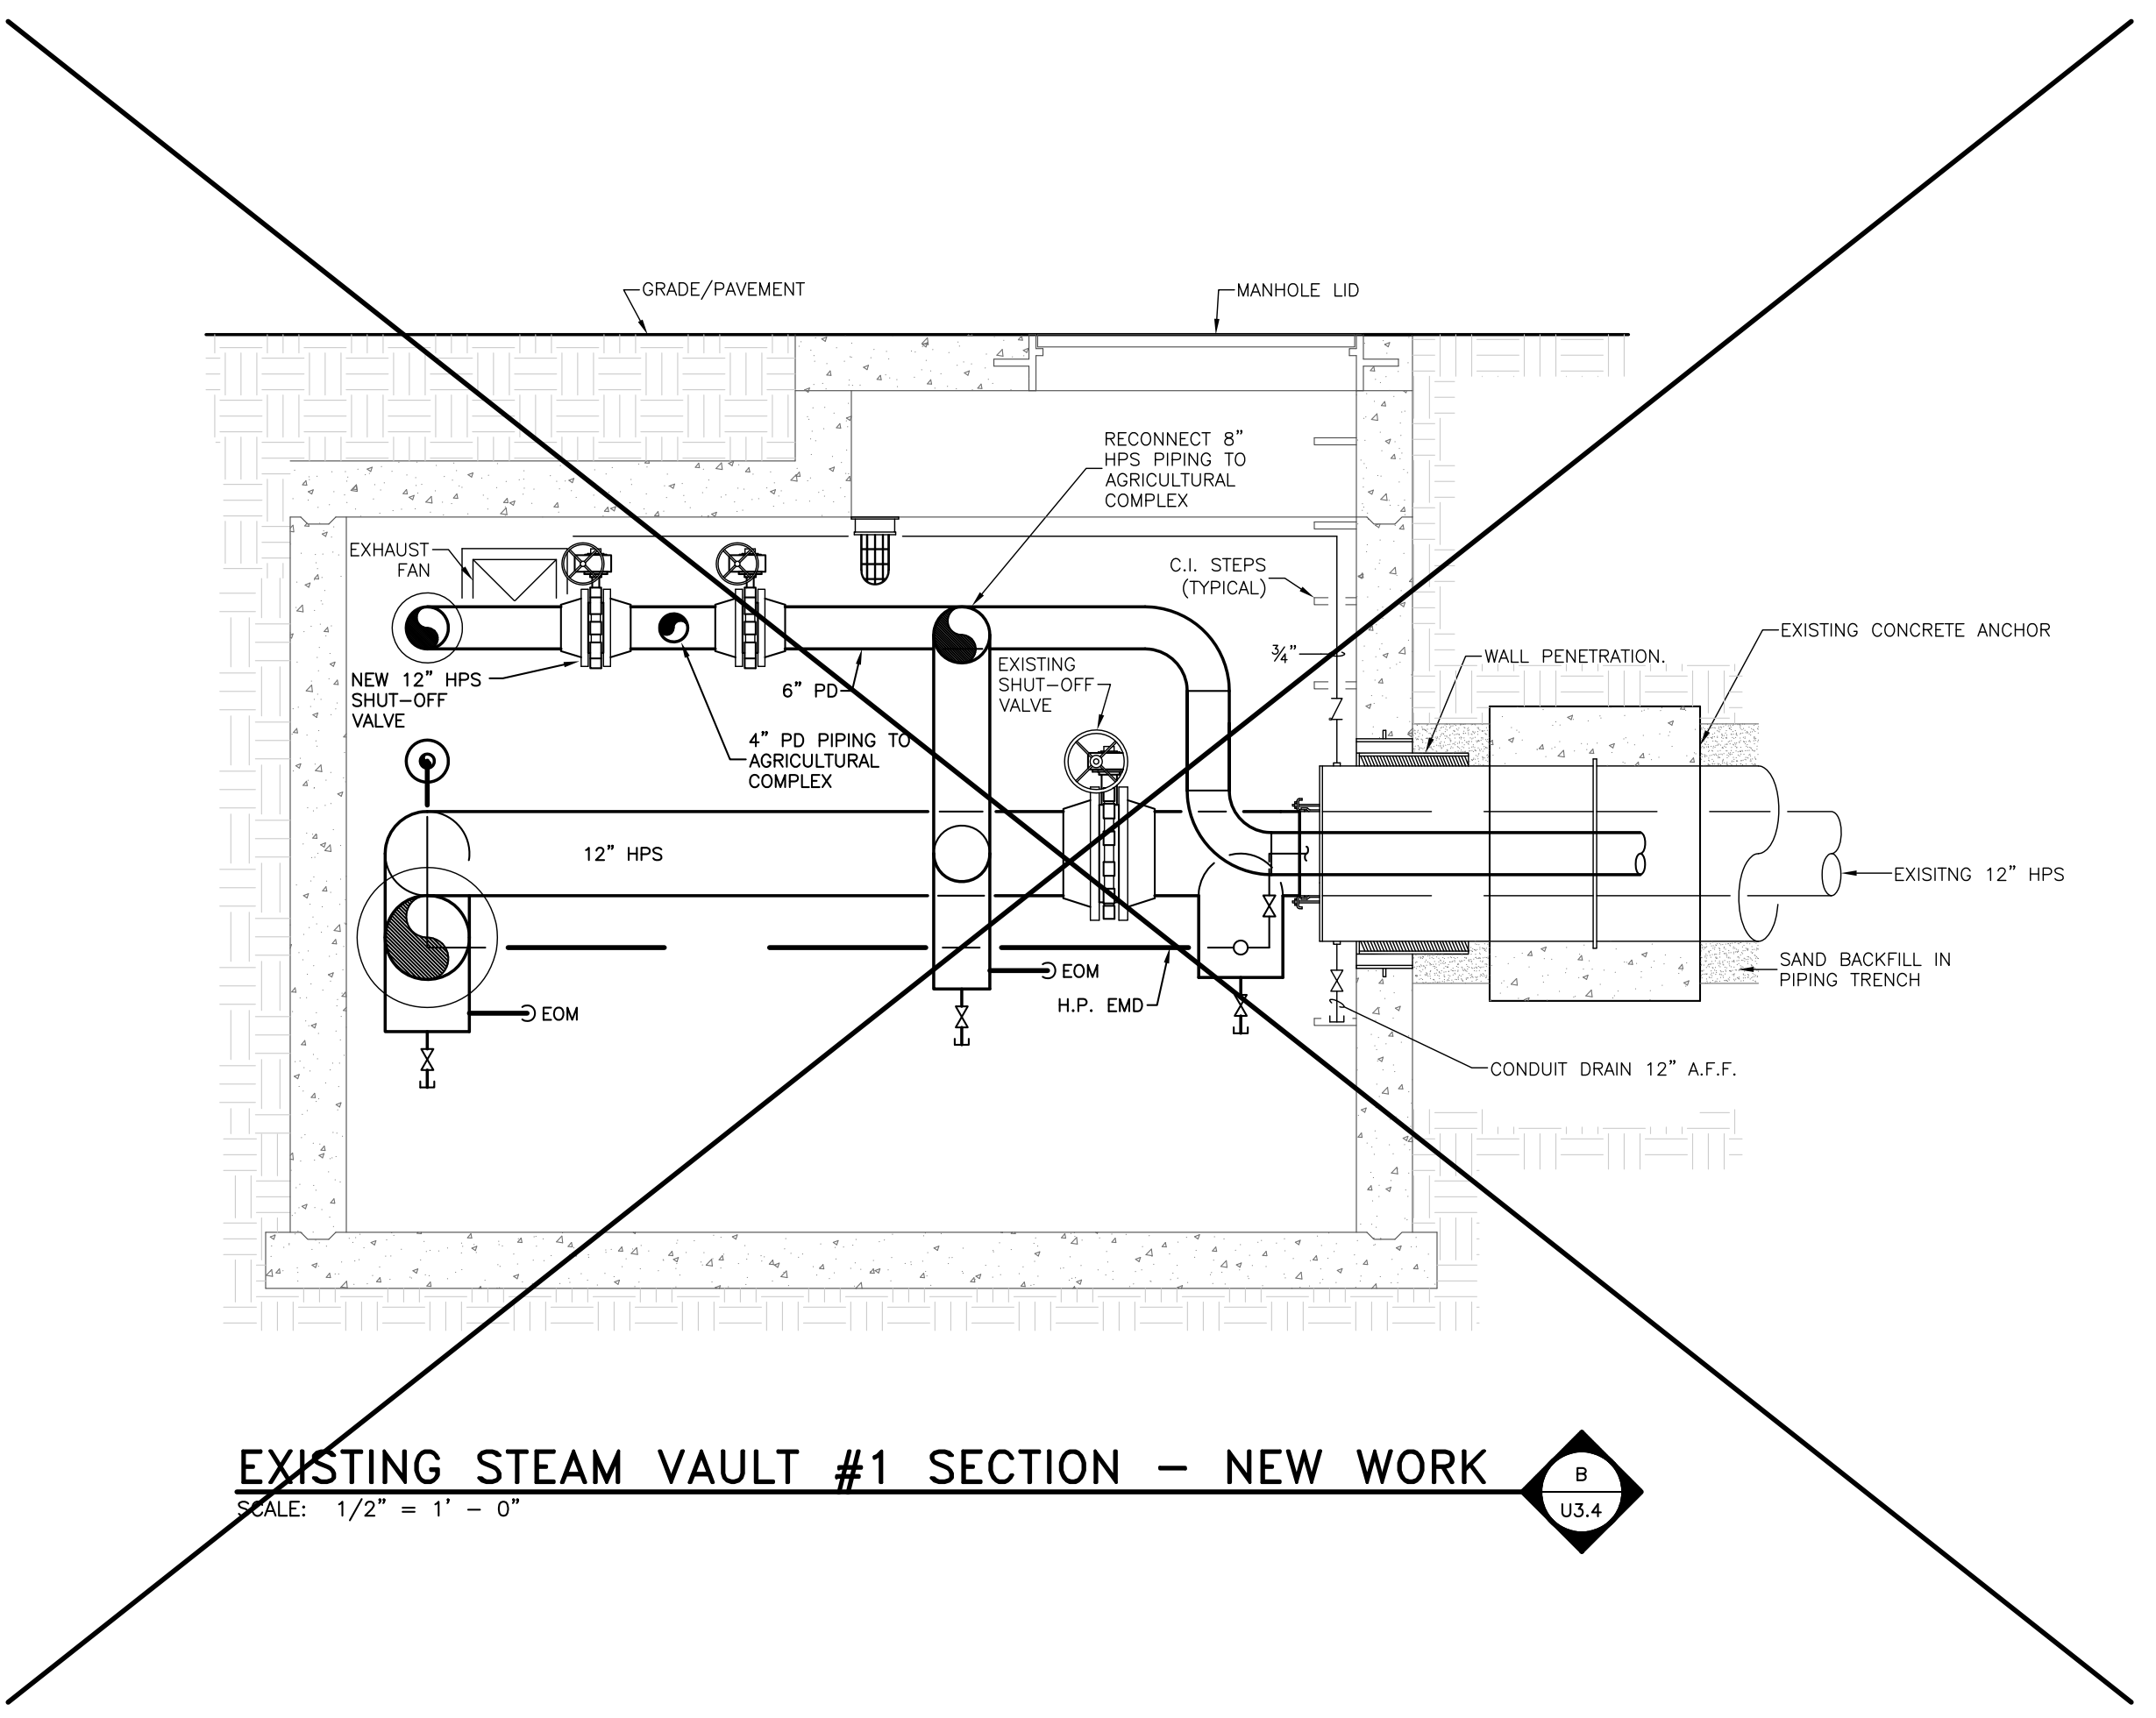 GRADE/PAVEMENT
MANHOLE LID
RECONNECT 8"
HPS PIPING TO
AGRICULTURAL
COMPLEX
EXHAUST
FAN
C.I. STEPS
(TYPICAL)
EXISTING CONCRETE ANCHOR
3/4"
WALL PENETRATION.
NEW 12" HPS
SHUT-OFF
VALVE
6" PD
EXISTING
SHUT-OFF
VALVE
4" PD PIPING TO
AGRICULTURAL
COMPLEX
12" HPS
EXISITNG 12" HPS
SAND BACKFILL IN
PIPING TRENCH
EOM
H.P. EMD
EOM
CONDUIT DRAIN 12" A.F.F.
EXISTING STEAM VAULT #1 SECTION - NEW WORK
SCALE: 1/2" = 1' - 0"
B
U3.4